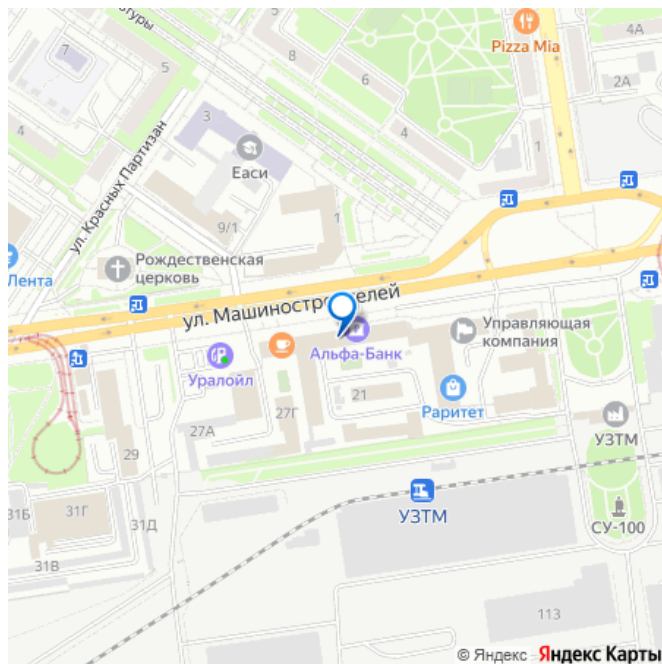 Pizza Mia
4А
7
5
8
6
2А
туры
4
3
4
1
Еаси
ул. Красных Партизан
9/1
1
Рождественская
церковь
Лента
ул. Машиностроителей
Альфа-Банк
Управляющая
компания
Уралойл
21
Раритет
27А
27Г
УЗТМ
29
УЗТМ
31Б
31Г
31Д
СУ-100
31В
113
© Яндекс
Яндекс Карты